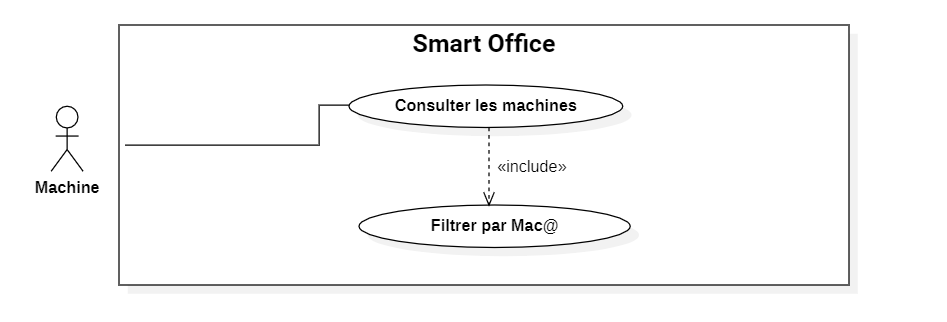 Smart Office
Consulter les machines
«include»
Machine
Filtrer par Mac@